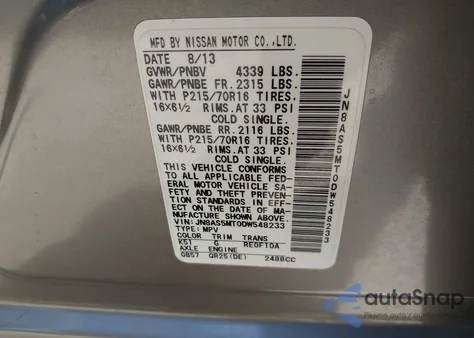 MFD BY NISSAN MOTOR CO.,LTD.
DATE 8/13
GVWR/PNBV 4339 LBS.
GAWR/PNBE FR. 2315 LBS.
WITH P215/70R16 TIRES
16×6½ RIMS.AT 33 PSI
COLD SINGLE.
GAWR/PNBE RR. 2116 LBS.
WITH P215/70R16 TIRES
16×6½ RIMS.AT 33 PSI
COLD SINGLE.
THIS VEHICLE CONFORMS
TO ALL APPLICABLE FED-
ERAL MOTOR VEHICLE SA-
FETY AND THEFT PREVEN-
TION STANDARDS IN EFF-
ECT ON THE DATE OF MA-
NUFACTURE SHOWN ABOVE.
VIN:JN8AS5MT0DW548233
TYPE: MPV
COLOR TRIM TRANS
K51 G RE0F10A
AXLE ENGINE
GB57 QR25(DE) 2488CC
JN8AS5MT0DW548233
autoSnap